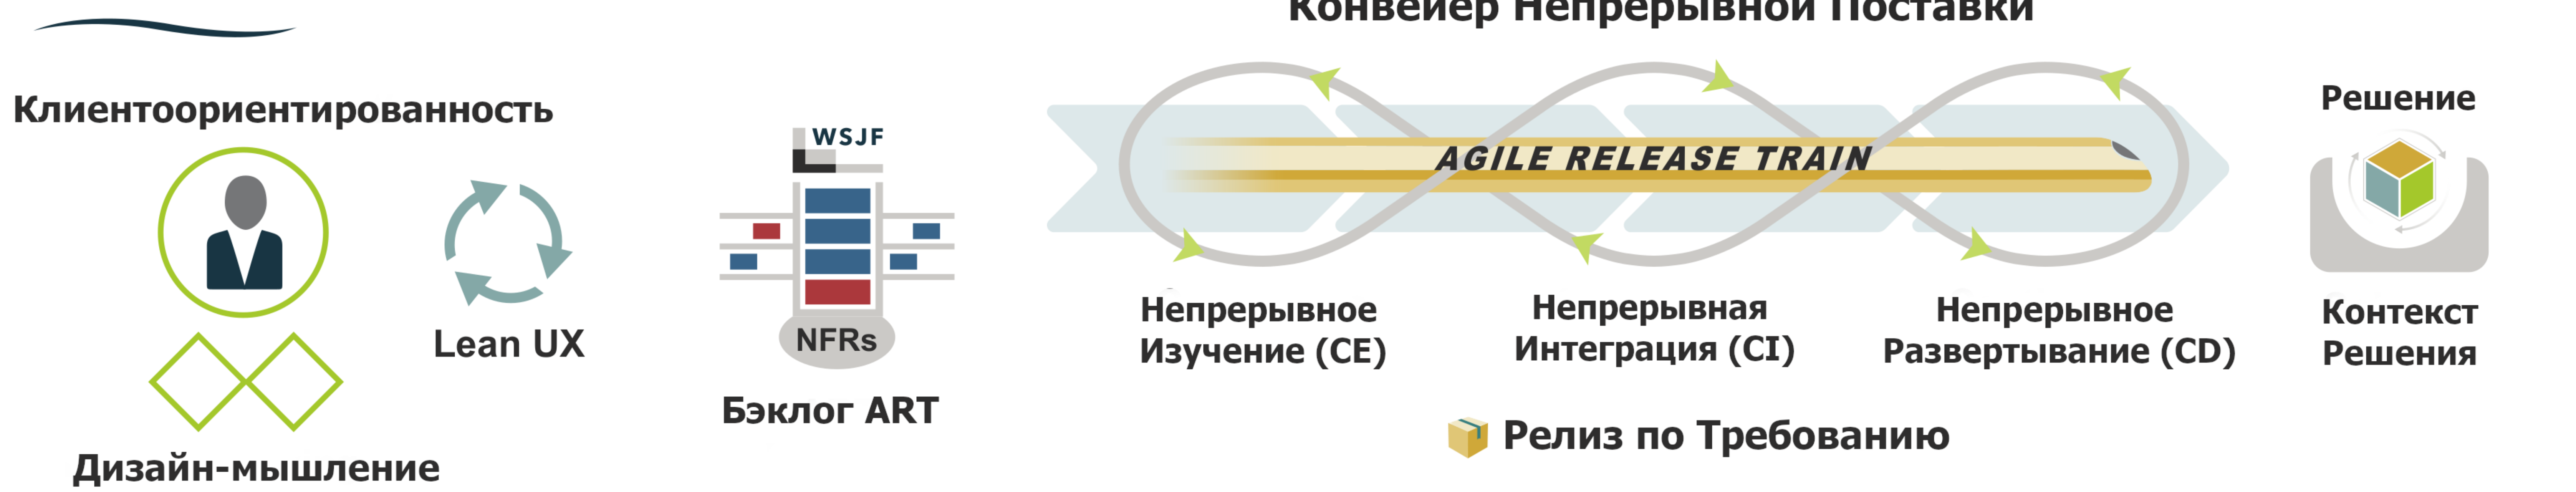 Конвейер Непрерывной Поставки
Клиентоориентированность
Lean UX
Дизайн-мышление
WSJF
NFRs
Бэклог ART
AGILE RELEASE TRAIN
Непрерывное
Изучение (CE)
Непрерывная
Интеграция (CI)
Непрерывное
Развертывание (CD)
Релиз по Требованию
Решение
Контекст
Решения